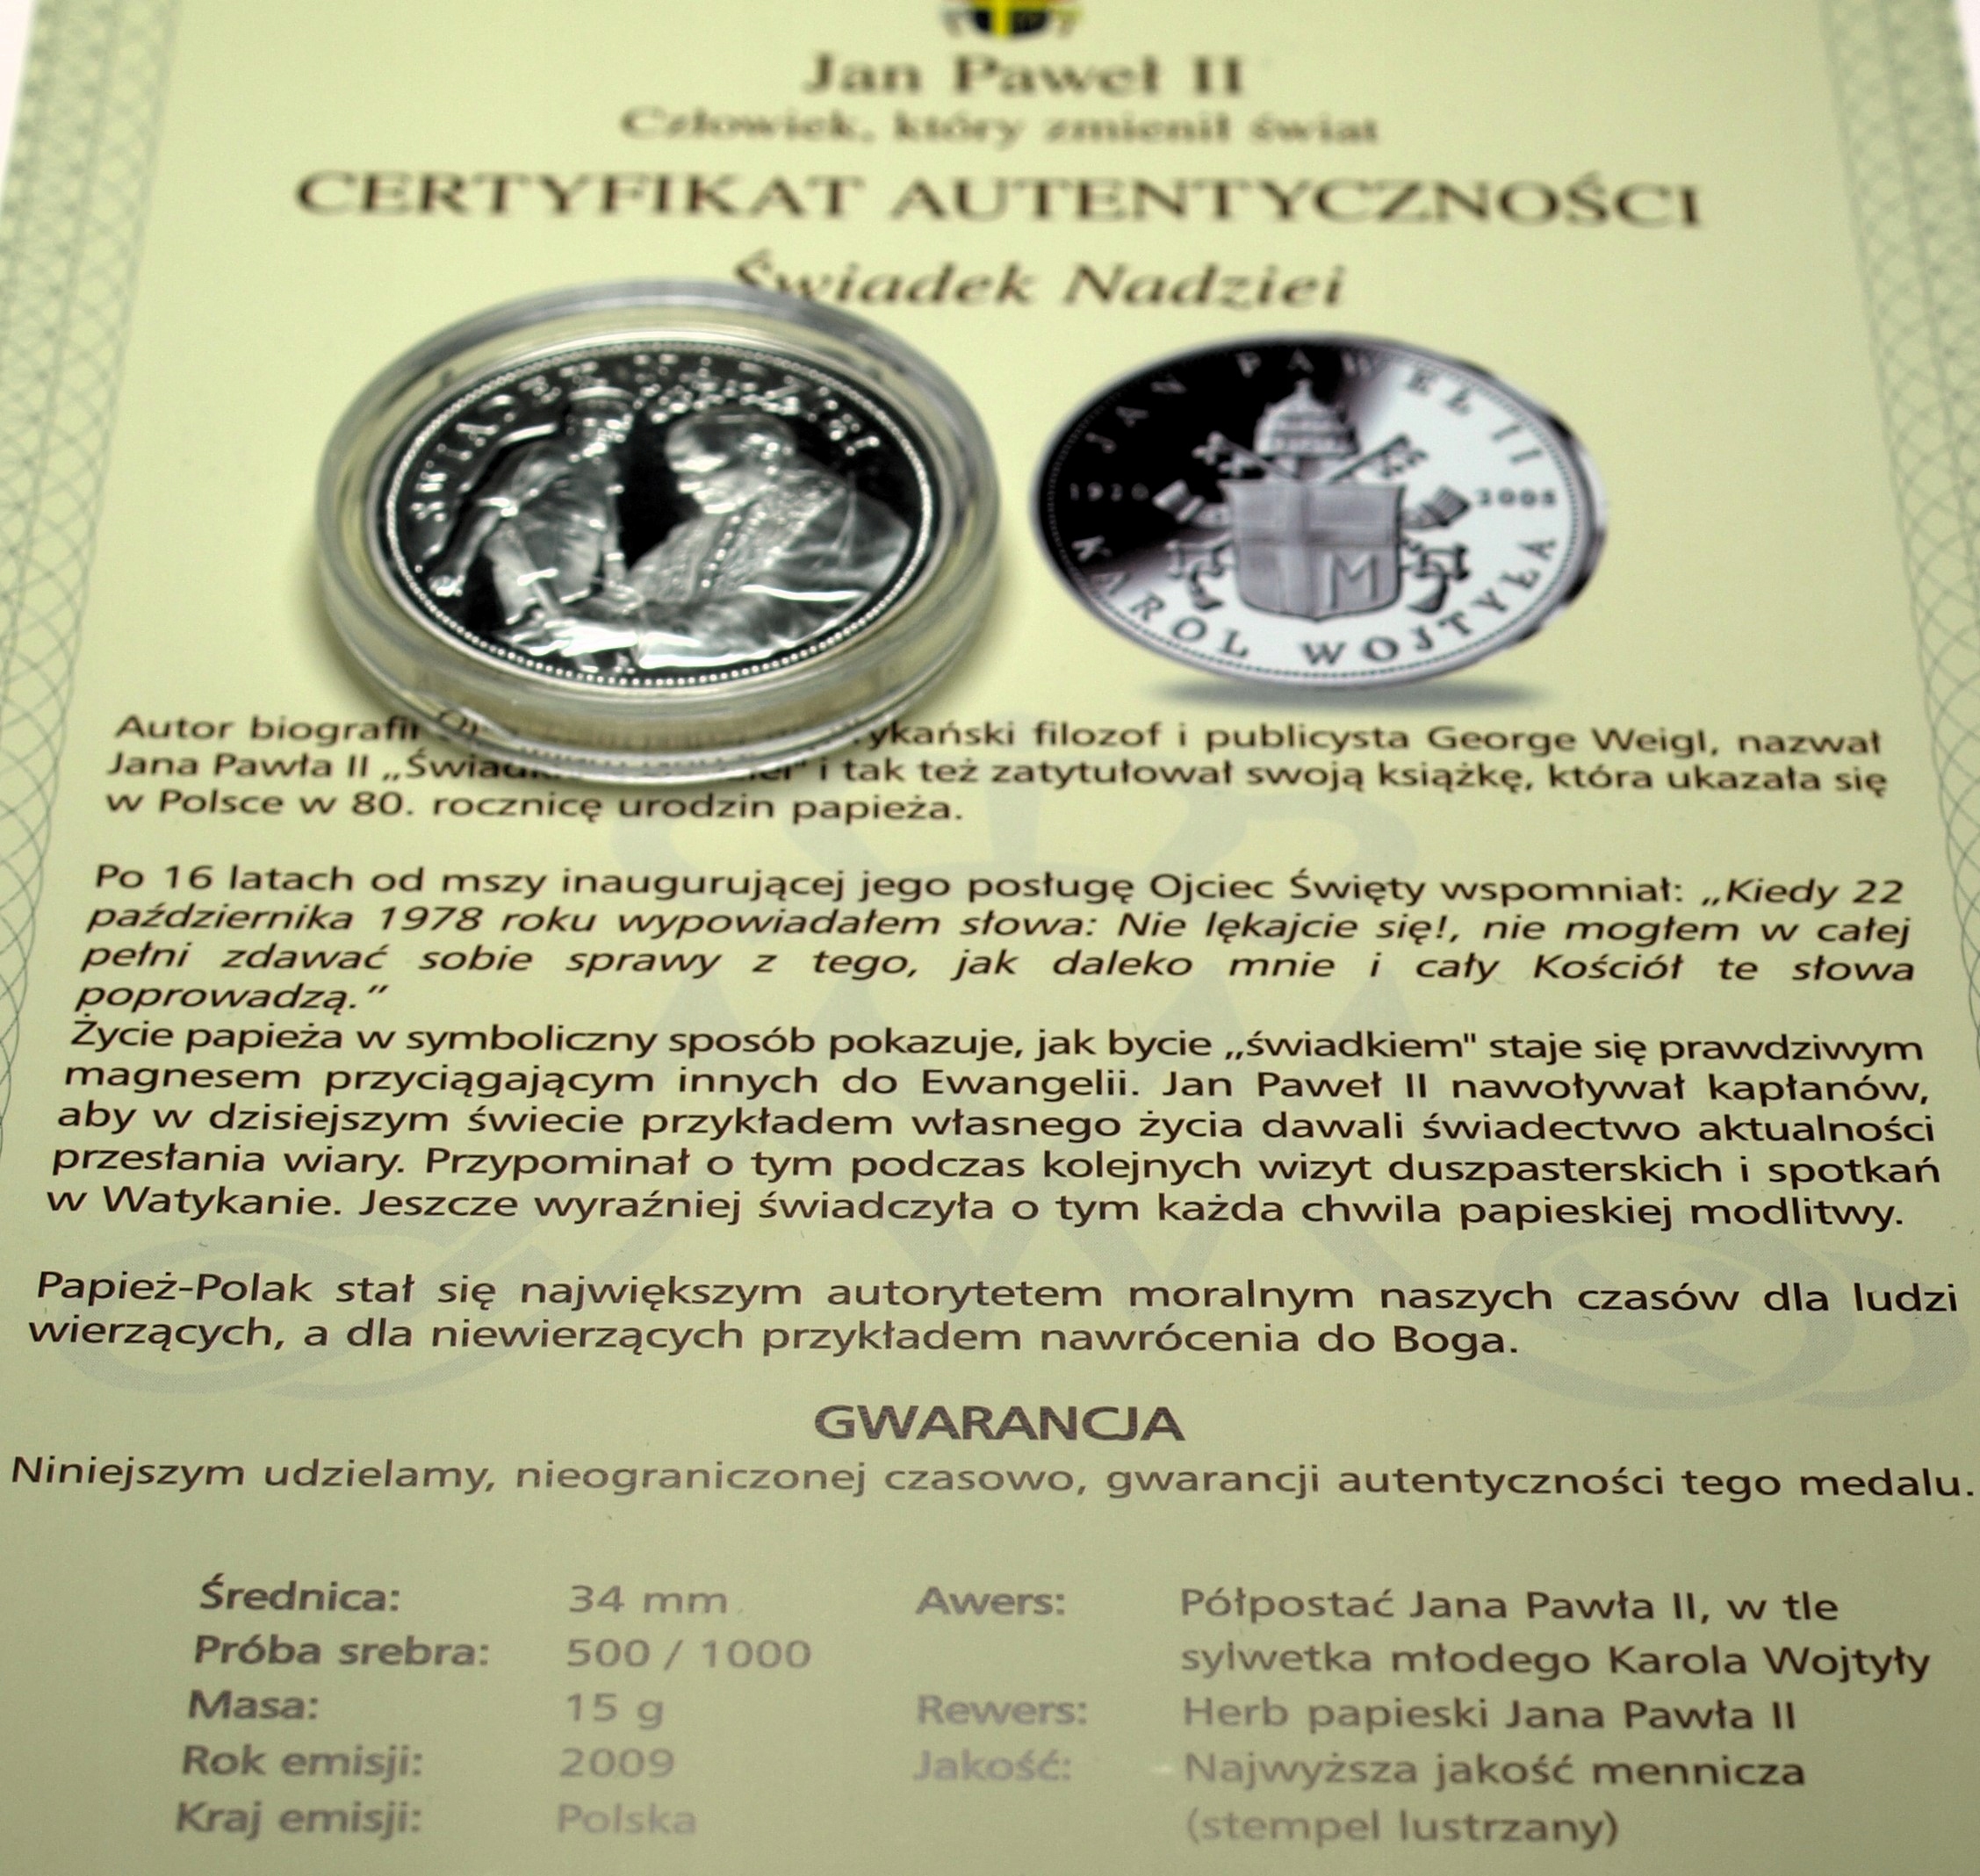 Jan Paweł II
Człowiek, który zmienił świat
CERTYFIKAT AUTENTYCZNOŚCI
Świadek Nadziei
ŚWIADEK NADZIEI
JAN PAWEŁ II
1920 2005
M
KAROL WOJTYŁA
Autor biografii filozof i publicysta George Weigl, nazwał
Jana Pawła II i tak też zatytułował swoją książkę, która ukazała się
w Polsce w 80. rocznicę urodzin papieża.
Po 16 latach od mszy inaugurującej jego posługę Ojciec Święty wspomniał: „Kiedy 22
października 1978 roku wypowiadałem słowa: Nie lękajcie się!, nie mogłem w całej
pełni zdawać sobie sprawy z tego, jak daleko mnie i cały Kościół te słowa
poprowadzą.”
Życie papieża w symboliczny sposób pokazuje, jak bycie „świadkiem" staje się prawdziwym
magnesem przyciągającym innych do Ewangelii. Jan Paweł II nawoływał kapłanów,
aby w dzisiejszym świecie przykładem własnego życia dawali świadectwo aktualności
przesłania wiary. Przypominał o tym podczas kolejnych wizyt duszpasterskich i spotkań
w Watykanie. Jeszcze wyraźniej świadczyła o tym każda chwila papieskiej modlitwy.
Papież-Polak stał się największym autorytetem moralnym naszych czasów dla ludzi
wierzących, a dla niewierzących przykładem nawrócenia do Boga.
GWARANCJA
Niniejszym udzielamy, nieograniczonej czasowo, gwarancji autentyczności tego medalu.
Średnica: 34 mm Awers: Półpostać Jana Pawła II, w tle
Próba srebra: 500 / 1000 sylwetka młodego Karola Wojtyły
Masa: 15 g Rewers: Herb papieski Jana Pawła II
Rok emisji: 2009 Jakość: Najwyższa jakość mennicza
Kraj emisji: Polska (stempel lustrzany)